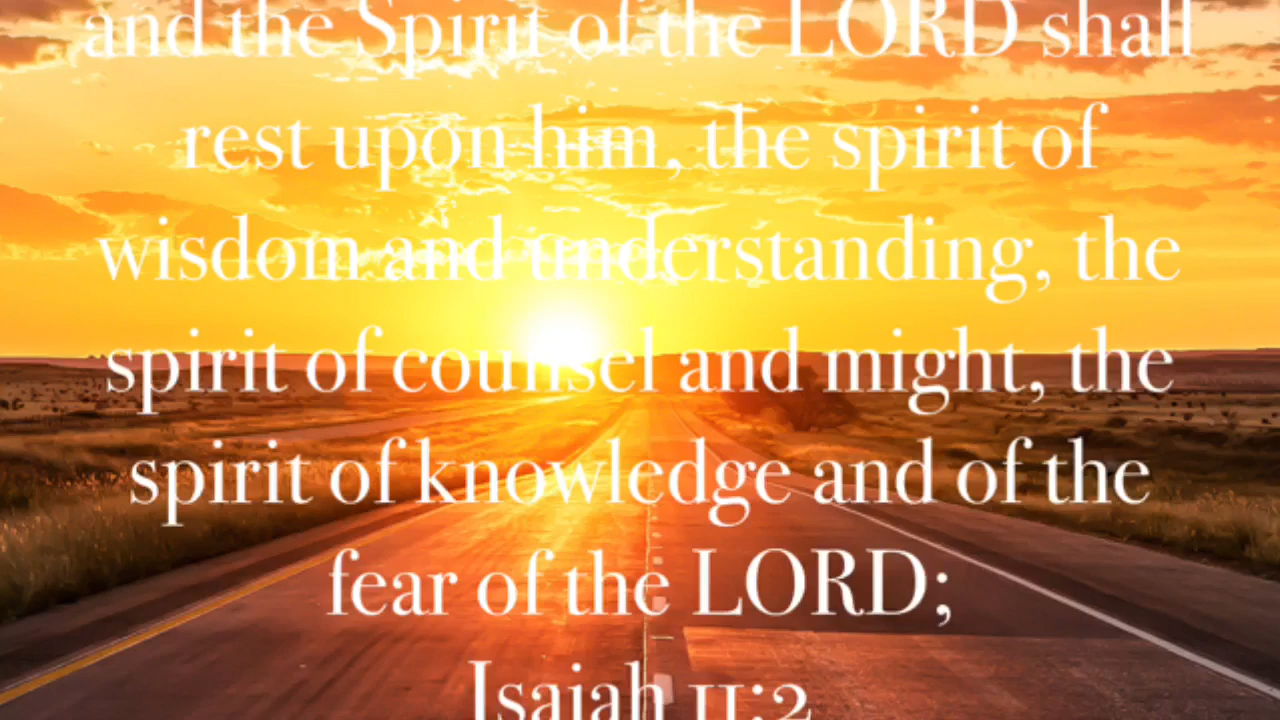 and the Spirit of the LORD shall
rest upon him, the spirit of
wisdom and understanding, the
spirit of counsel and might, the
spirit of knowledge and of the
fear of the LORD;
Isaiah 11:2